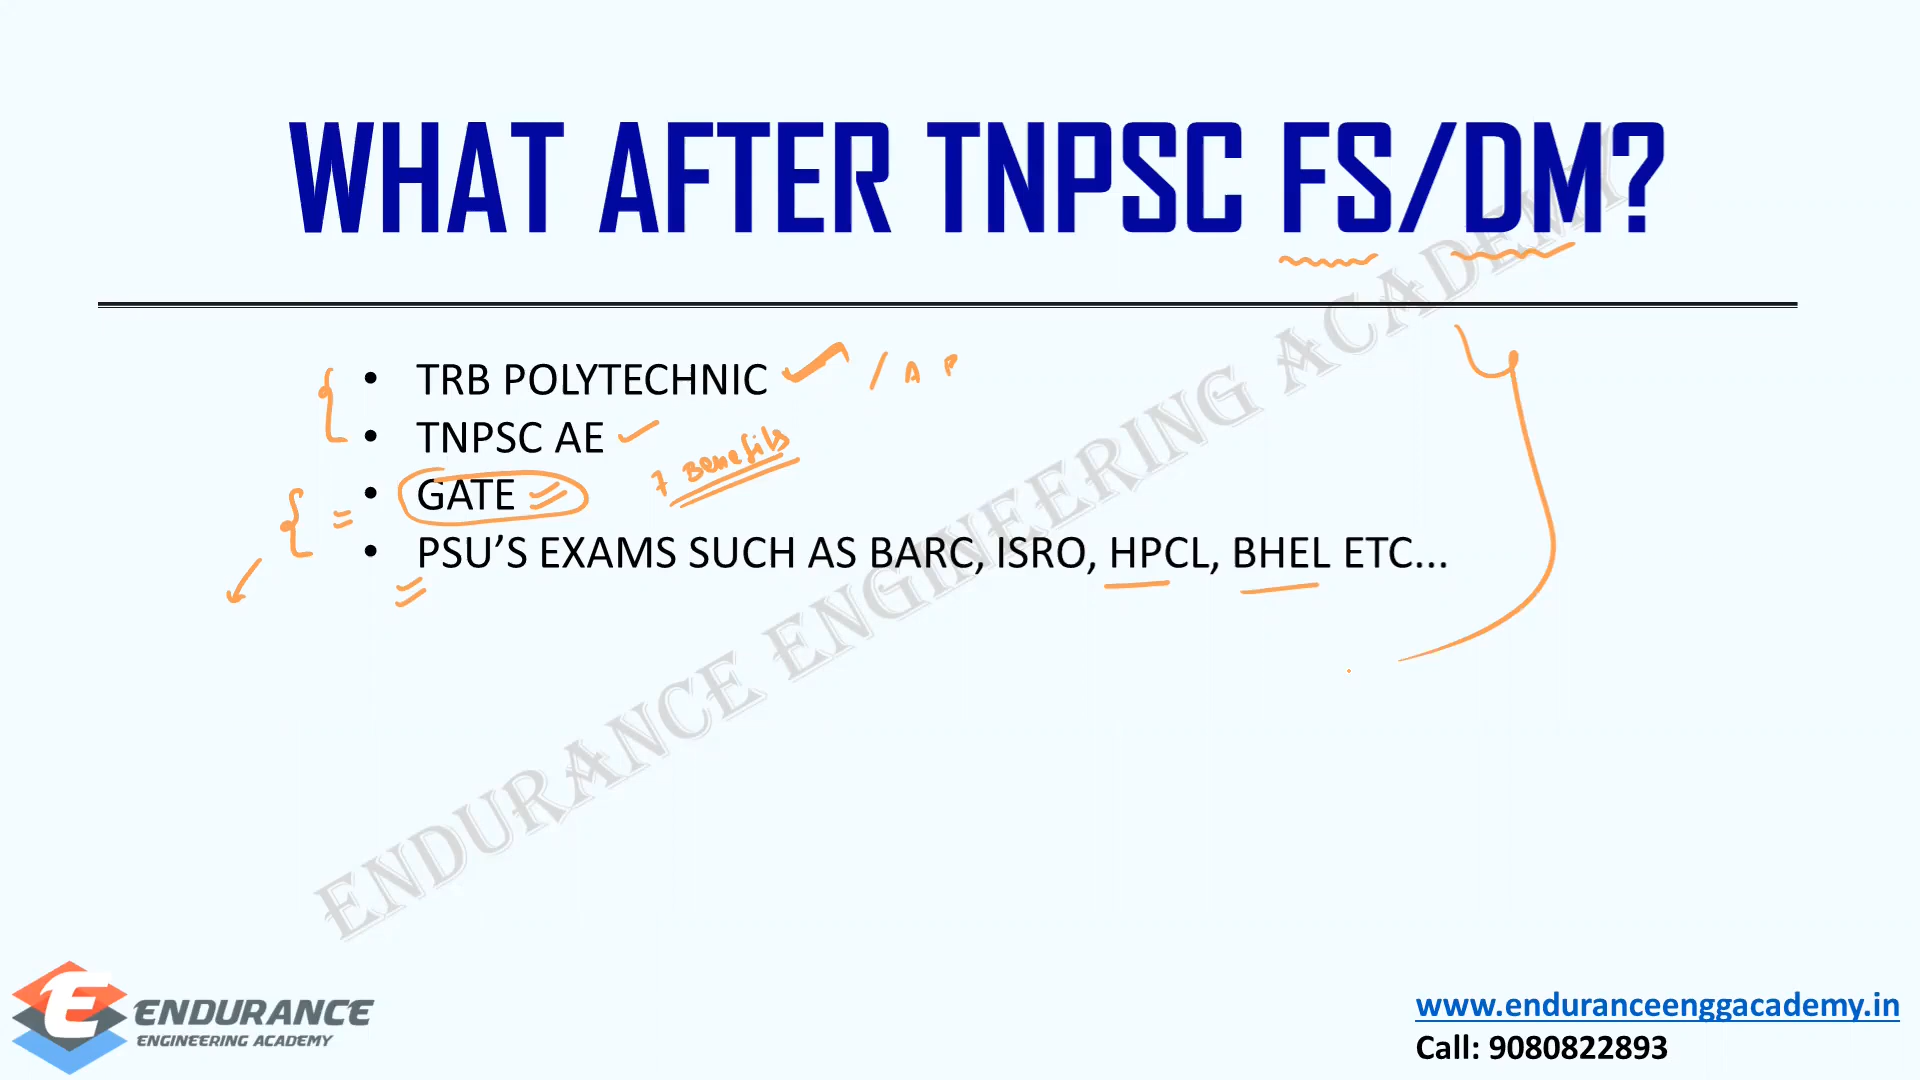 WHAT AFTER TNPSC FS/DM?
• TRB POLYTECHNIC / A P
• TNPSC AE
7 Benefits
• GATE
• PSU’S EXAMS SUCH AS BARC, ISRO, HPCL, BHEL ETC...
ENDURANCE ENGINEERING ACADEMY
E ENDURANCE
ENGINEERING ACADEMY
www.enduranceenggacademy.in
Call: 9080822893